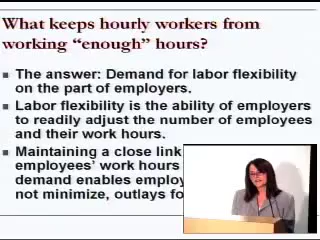 What keeps hourly workers from
working “enough” hours?
The answer: Demand for labor flexibility
on the part of employers.
Labor flexibility is the ability of employers
to readily adjust the number of employees
and their work hours.
Maintaining a close link
employees’ work hours
demand enables
not minimize, outlays